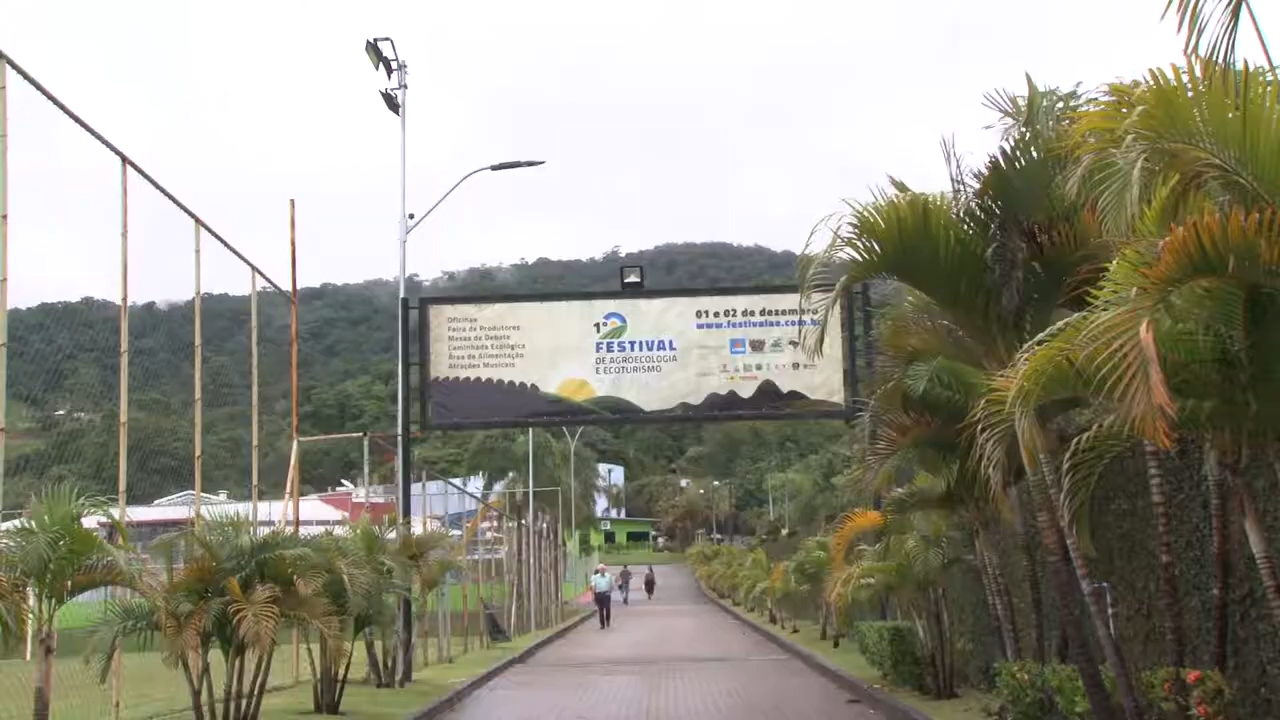 Oficinas
Feira de Produtores
Mesas de Debate
Caminhada Ecológica
Área de Alimentação
Atrações Musicais
1º
FESTIVAL
DE AGROECOLOGIA
E ECOTURISMO
01 e 02 de dezembro
www.festivalae.com.br